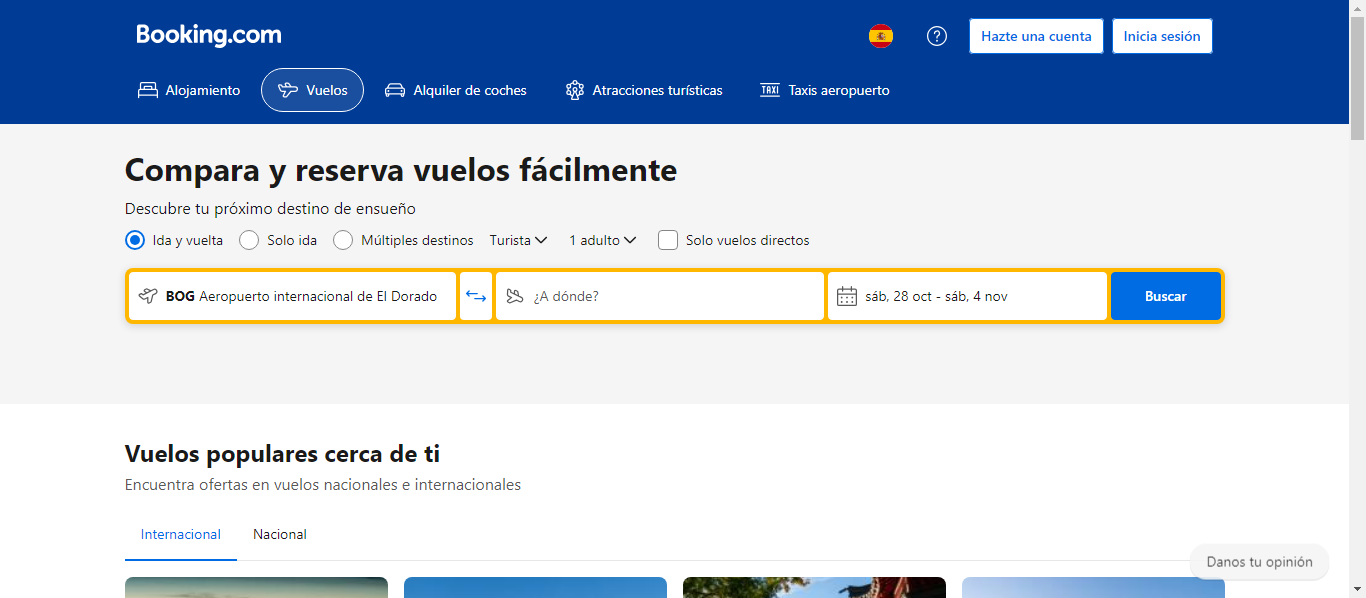 Booking.com
Hazte una cuenta
Inicia sesión
Alojamiento
Vuelos
Alquiler de coches
Atracciones turísticas
TAXI
Taxis aeropuerto
Compara y reserva vuelos fácilmente
Descubre tu próximo destino de ensueño
Ida y vuelta
Solo ida
Múltiples destinos
Turista
1 adulto
Solo vuelos directos
BOG Aeropuerto internacional de El Dorado
¿A dónde?
sáb, 28 oct - sáb, 4 nov
Buscar
Vuelos populares cerca de ti
Encuentra ofertas en vuelos nacionales e internacionales
Internacional
Nacional
Danos tu opinión